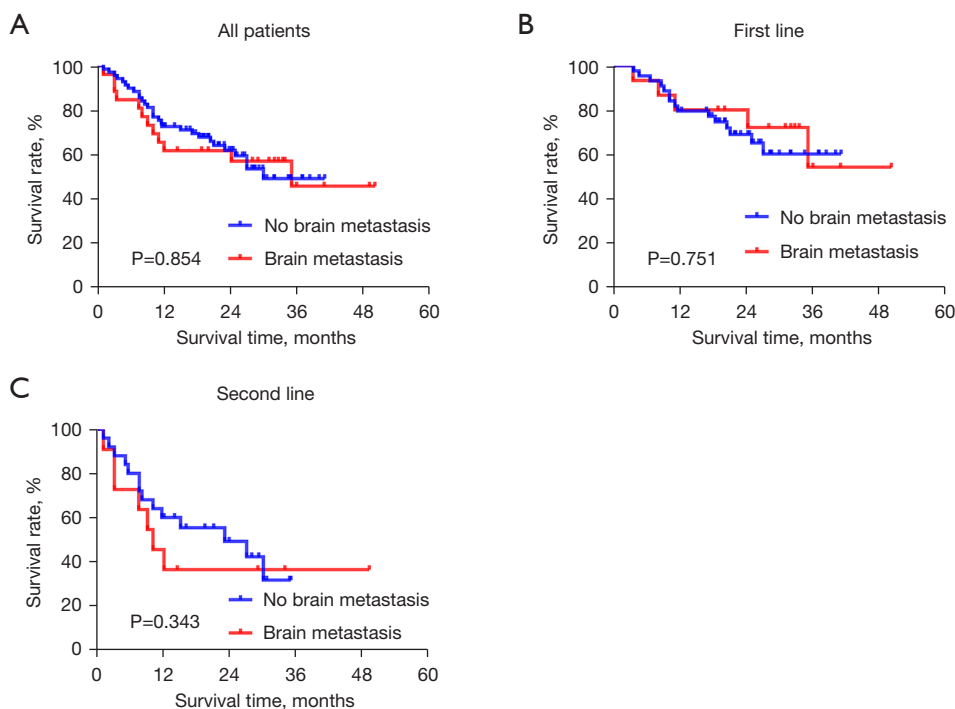 A
All patients
Survival rate, %
100
80
60
40
20
0
No brain metastasis
Brain metastasis
P=0.854
0 12 24 36 48 60
Survival time, months
B
First line
Survival rate, %
100
80
60
40
20
0
No brain metastasis
Brain metastasis
P=0.751
0 12 24 36 48 60
Survival time, months
C
Second line
Survival rate, %
100
80
60
40
20
0
No brain metastasis
Brain metastasis
P=0.343
0 12 24 36 48 60
Survival time, months